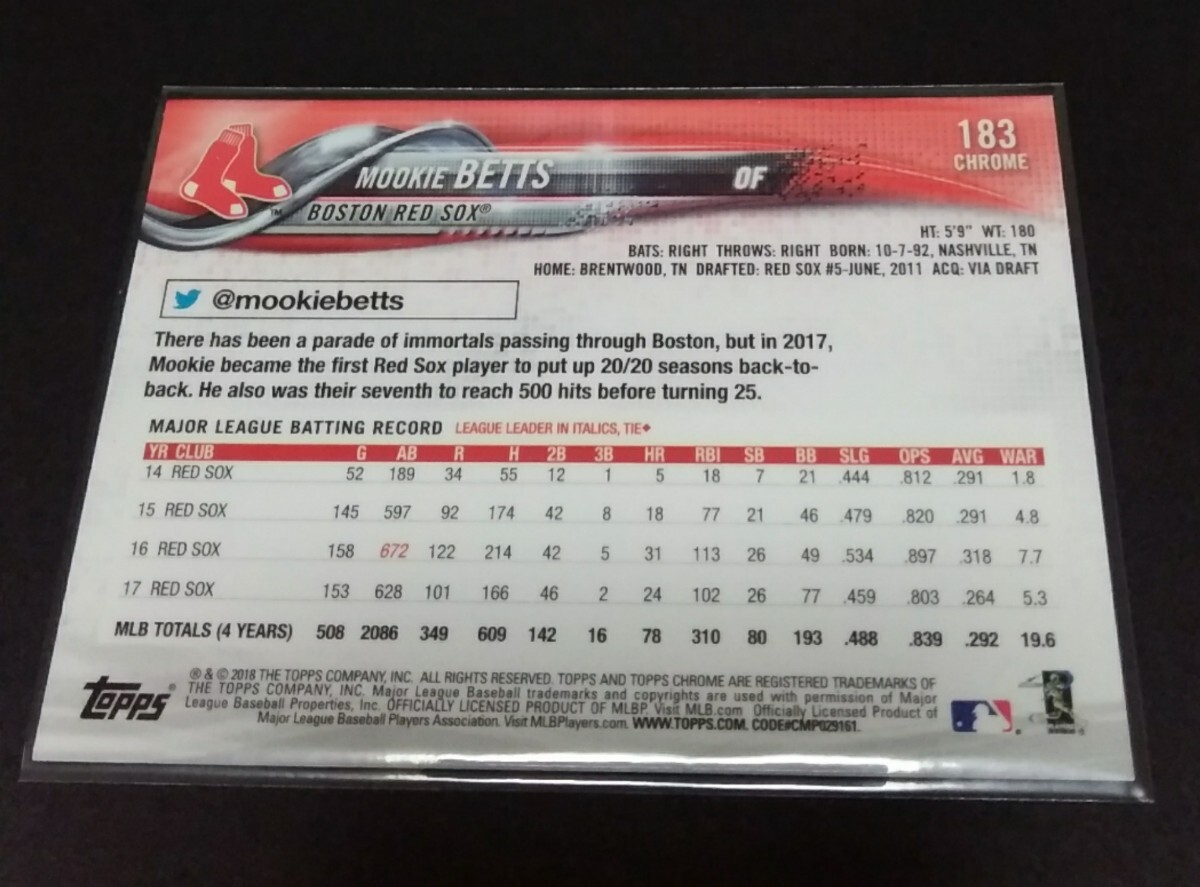 183
CHROME
MOOKIE BETTS OF
™ BOSTON RED SOX®
HT: 5'9" WT: 180
BATS: RIGHT THROWS: RIGHT BORN: 10-7-92, NASHVILLE, TN
HOME: BRENTWOOD, TN DRAFTED: RED SOX #5-JUNE, 2011 ACQ: VIA DRAFT
@mookiebetts
There has been a parade of immortals passing through Boston, but in 2017,
Mookie became the first Red Sox player to put up 20/20 seasons back-to-
back. He also was their seventh to reach 500 hits before turning 25.
MAJOR LEAGUE BATTING RECORD LEAGUE LEADER IN ITALICS, TIE♦
YR CLUB G AB R H 2B 3B HR RBI SB BB SLG OPS AVG WAR
14 RED SOX 52 189 34 55 12 1 5 18 7 21 .444 .812 .291 1.8
15 RED SOX 145 597 92 174 42 8 18 77 21 46 .479 .820 .291 4.8
16 RED SOX 158 672 122 214 42 5 31 113 26 49 .534 .897 .318 7.7
17 RED SOX 153 628 101 166 46 2 24 102 26 77 .459 .803 .264 5.3
MLB TOTALS (4 YEARS) 508 2086 349 609 142 16 78 310 80 193 .488 .839 .292 19.6
topps®
® & © 2018 THE TOPPS COMPANY, INC. ALL RIGHTS RESERVED. TOPPS AND TOPPS CHROME ARE REGISTERED TRADEMARKS OF
THE TOPPS COMPANY, INC. Major League Baseball trademarks and copyrights are used with permission of Major
League Baseball Properties, Inc. OFFICIALLY LICENSED PRODUCT OF MLBP. Visit MLB.com Officially Licensed Product of
Major League Baseball Players Association. Visit MLBPlayers.com. WWW.TOPPS.COM. CODE#CMP029161.